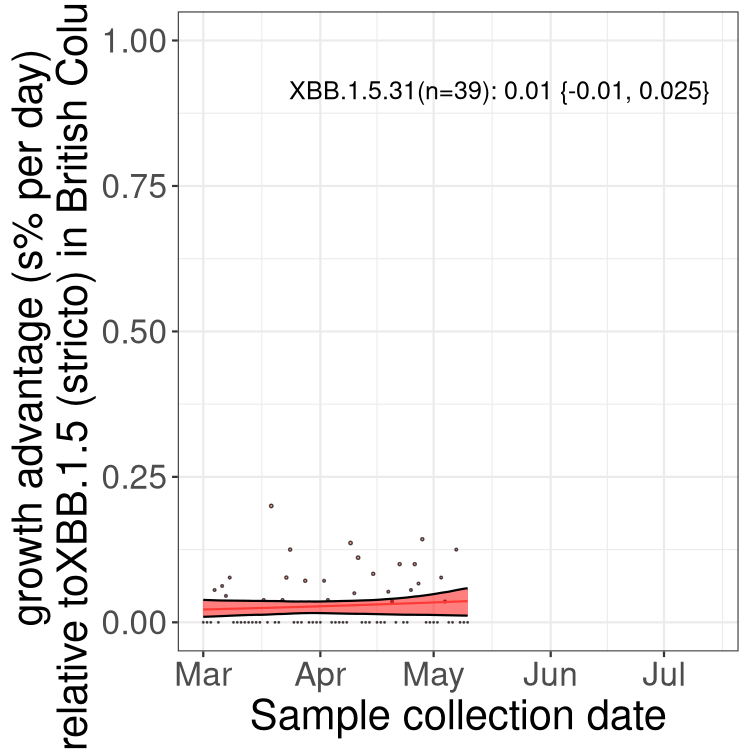 growth advantage (s% per day)
relative toXBB.1.5 (stricto) in British Colu
1.00
0.75
0.50
0.25
0.00
XBB.1.5.31(n=39): 0.01 {-0.01, 0.025}
Mar Apr May Jun Jul
Sample collection date